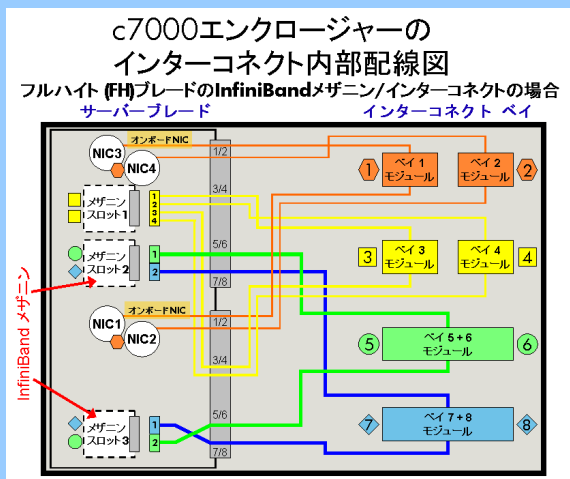 c7000エンクロージャーの
インターコネクト内部配線図
フルハイト (FH)ブレードのInfiniBandメザニン/インターコネクトの場合
サーバーブレード
インターコネクト ベイ
オンボードNIC
NIC3
NIC4
1/2
1
ベイ 1
モジュール
ベイ 2
モジュール
2
メザニン
スロット1
1
2
3
4
3/4
3
ベイ 3
モジュール
ベイ 4
モジュール
4
メザニン
スロット2
1
2
5/6
7/8
InfiniBand メザニン
オンボードNIC
NIC1
NIC2
1/2
3/4
5
ベイ 5 + 6
モジュール
6
メザニン
スロット3
1
2
5/6
7/8
7
ベイ 7 + 8
モジュール
8